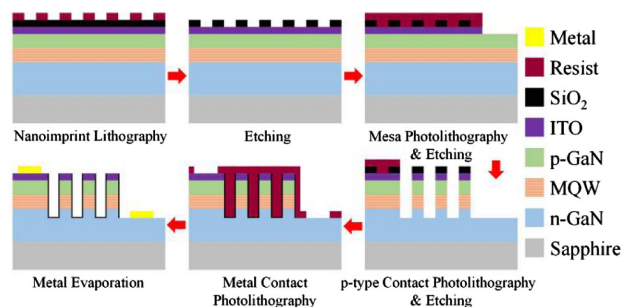 Nanoimprint Lithography
Etching
Mesa Photolithography
& Etching
Metal Evaporation
Metal Contact
Photolithography
p-type Contact Photolithography
& Etching
Metal
Resist
SiO₂
ITO
p-GaN
MQW
n-GaN
Sapphire